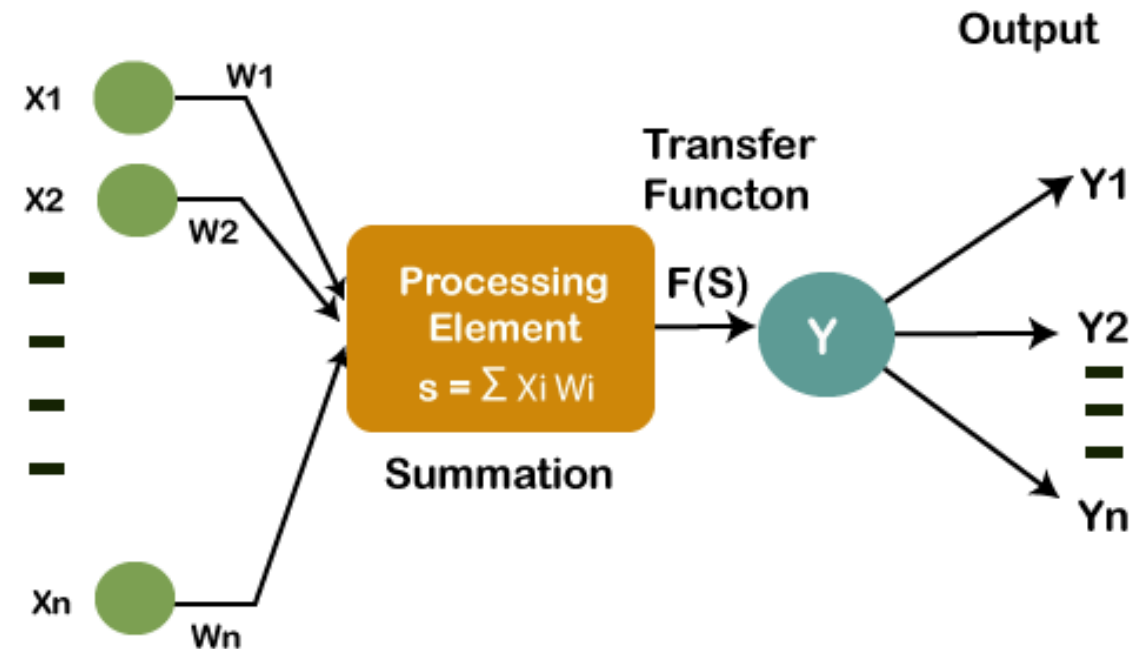 Output
X1
W1
X2
W2
Transfer
Functon
Y1
Processing
Element
s = Σ Xi Wi
F(S)
Y
Y2
Summation
Yn
Xn
Wn